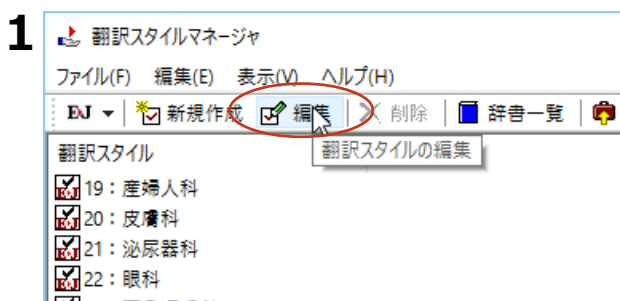 1
翻訳スタイルマネージャ
ファイル(F) 編集(E) 表示(V) ヘルプ(H)
EJ 新規作成 編集 削除 辞書一覧
翻訳スタイルの編集
翻訳スタイル
19：産婦人科
20：皮膚科
21：泌尿器科
22：眼科